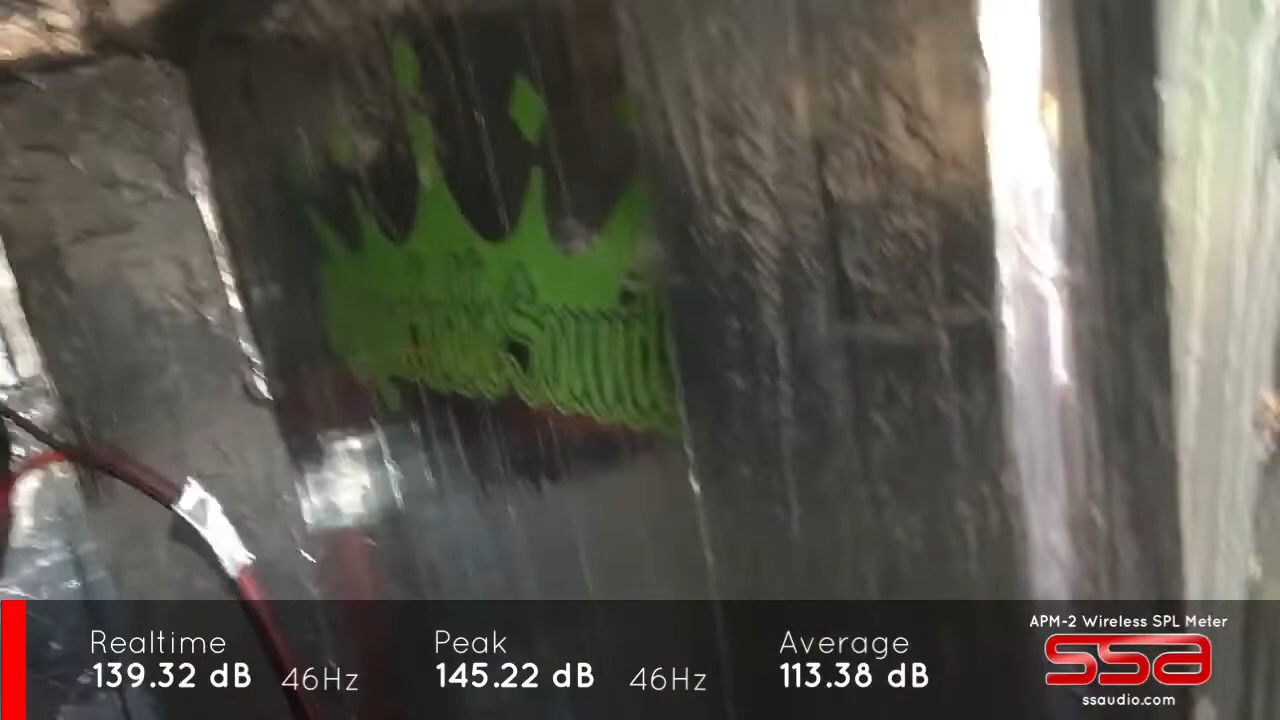 APM-2 Wireless SPL Meter
Realtime
139.32 dB 46Hz
Peak
145.22 dB 46Hz
Average
113.38 dB
ssa
ssaudio.com